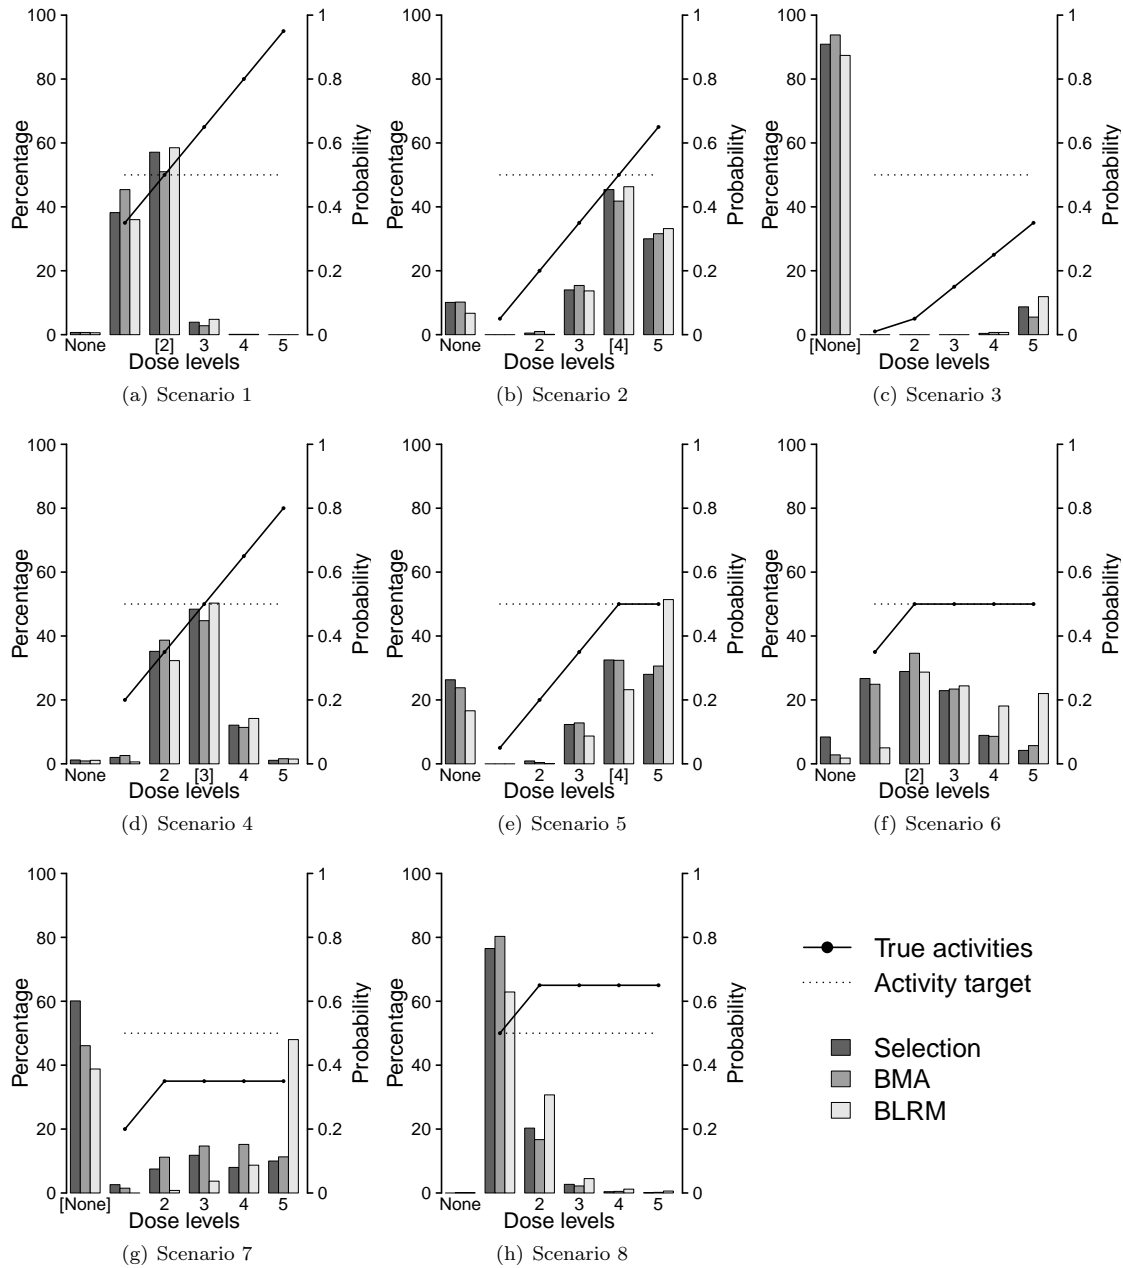 100
80
60
40
20
0
Percentage
1
0.8
0.6
0.4
0.2
0
Probability
None [2] 3 4 5
Dose levels
(a) Scenario 1
100
80
60
40
20
0
Percentage
1
0.8
0.6
0.4
0.2
0
Probability
None 2 3 [4] 5
Dose levels
(b) Scenario 2
100
80
60
40
20
0
Percentage
1
0.8
0.6
0.4
0.2
0
Probability
[None] 2 3 4 5
Dose levels
(c) Scenario 3
100
80
60
40
20
0
Percentage
1
0.8
0.6
0.4
0.2
0
Probability
None 2 [3] 4 5
Dose levels
(d) Scenario 4
100
80
60
40
20
0
Percentage
1
0.8
0.6
0.4
0.2
0
Probability
None 2 3 [4] 5
Dose levels
(e) Scenario 5
100
80
60
40
20
0
Percentage
1
0.8
0.6
0.4
0.2
0
Probability
None [2] 3 4 5
Dose levels
(f) Scenario 6
100
80
60
40
20
0
Percentage
1
0.8
0.6
0.4
0.2
0
Probability
[None] 2 3 4 5
Dose levels
(g) Scenario 7
100
80
60
40
20
0
Percentage
1
0.8
0.6
0.4
0.2
0
Probability
None 2 3 4 5
Dose levels
(h) Scenario 8
True activities
Activity target
Selection
BMA
BLRM